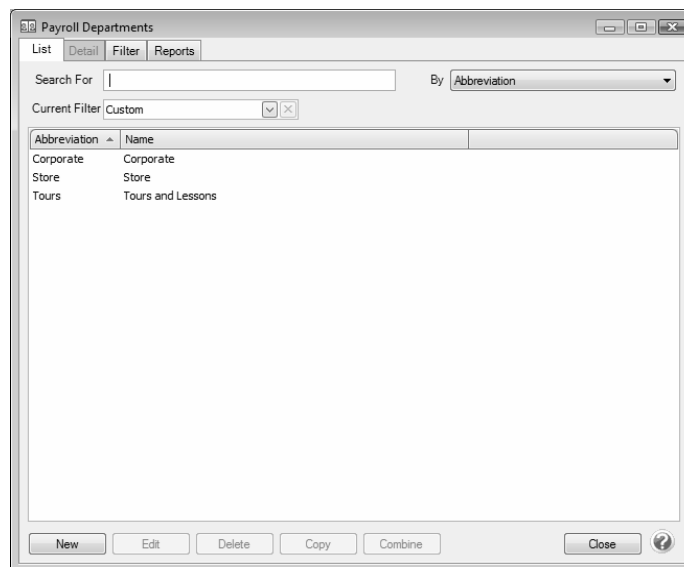 Payroll Departments
List Detail Filter Reports
Search For By Abbreviation
Current Filter Custom
Abbreviation Name
Corporate Corporate
Store Store
Tours Tours and Lessons
New Edit Delete Copy Combine Close ?